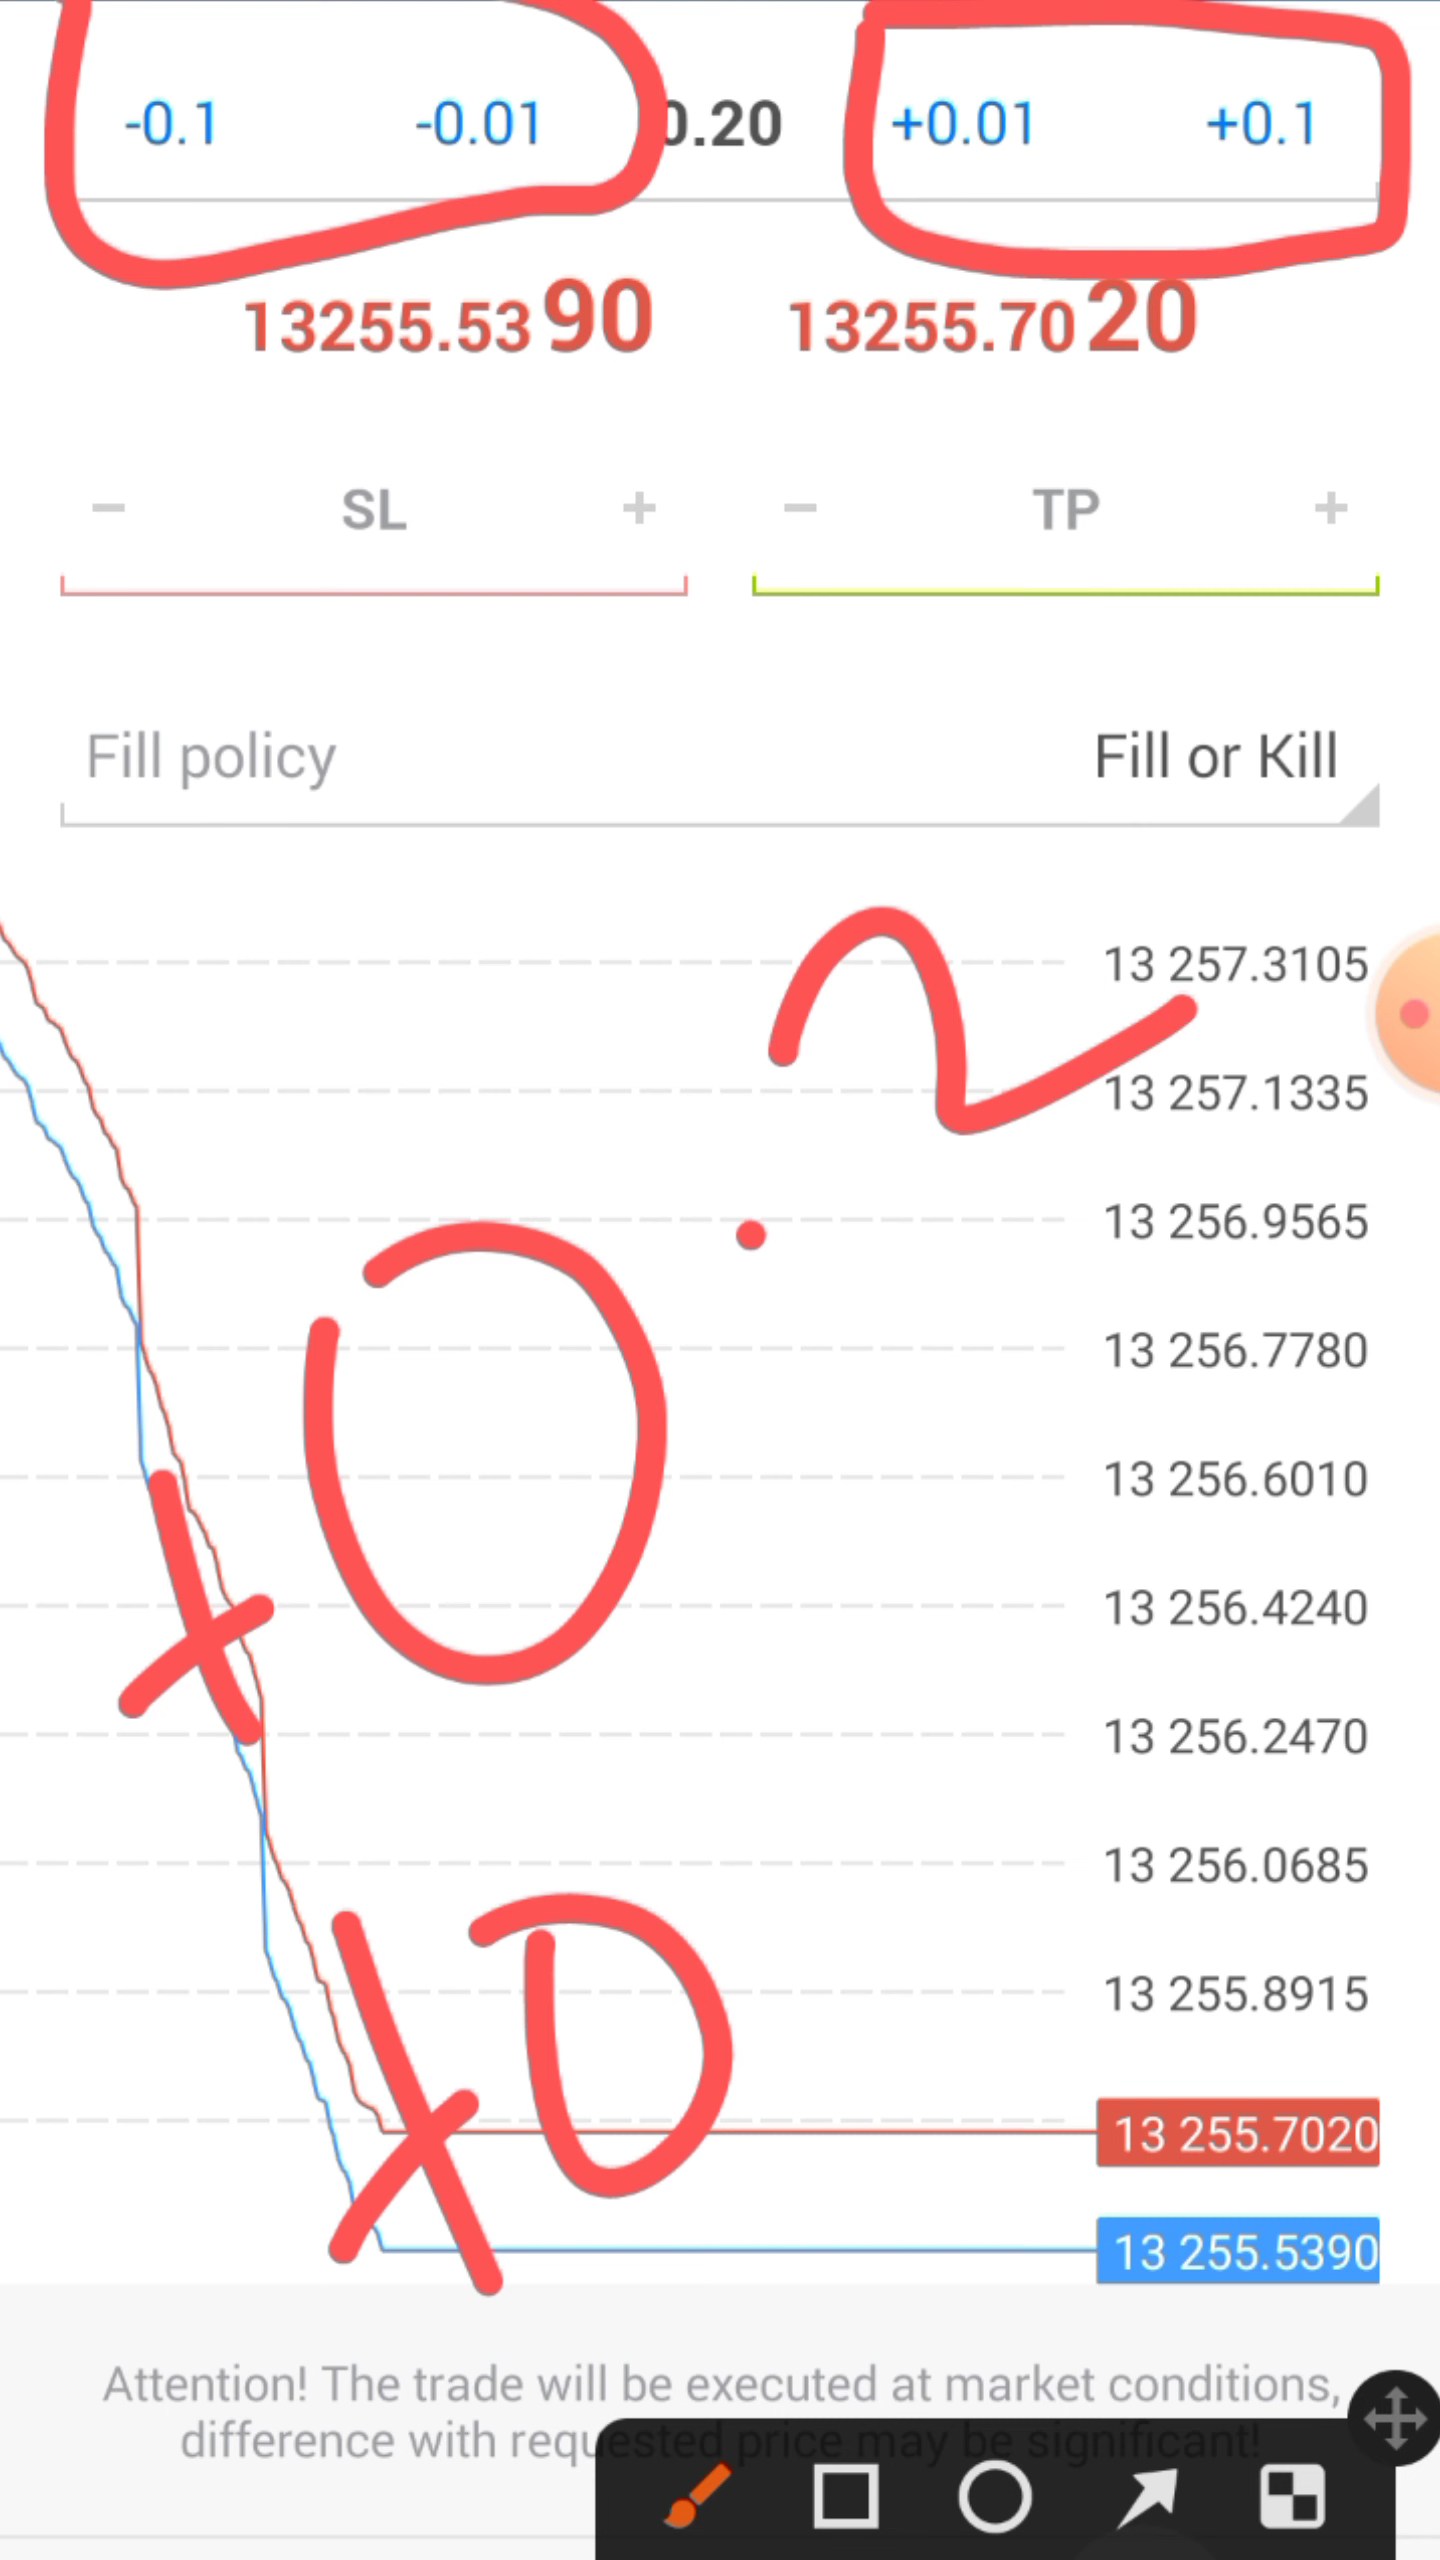 -0.1 -0.01 0.20 +0.01 +0.1
13255.5390 13255.7020
− SL + − TP +
Fill policy Fill or Kill
13 257.3105
13 257.1335
13 256.9565
13 256.7780
13 256.6010
13 256.4240
13 256.2470
13 256.0685
13 255.8915
13 255.7020
13 255.5390
Attention! The trade will be executed at market conditions,
difference with requested price may be significant!